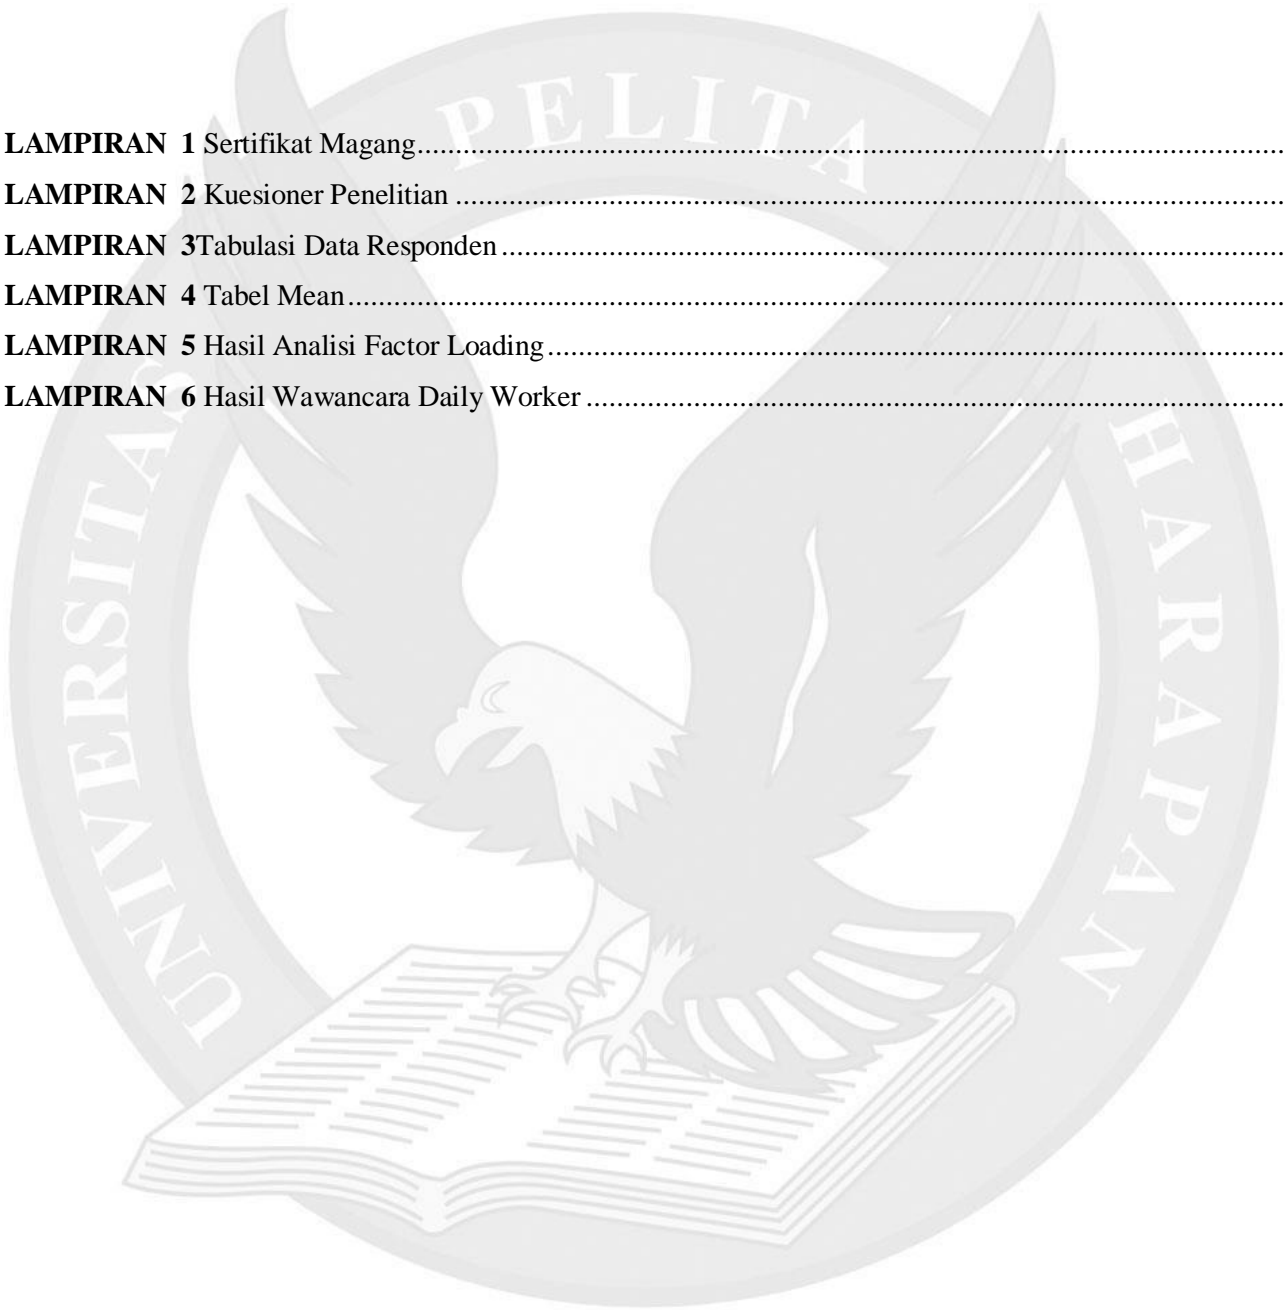 LAMPIRAN 1 Sertifikat Magang........................................................................................................................
LAMPIRAN 2 Kuesioner Penelitian ..................................................................................................................
LAMPIRAN 3Tabulasi Data Responden ............................................................................................................
LAMPIRAN 4 Tabel Mean.................................................................................................................................
LAMPIRAN 5 Hasil Analisi Factor Loading......................................................................................................
LAMPIRAN 6 Hasil Wawancara Daily Worker ................................................................................................
UNIVERSITAS PELITA HARAPAN